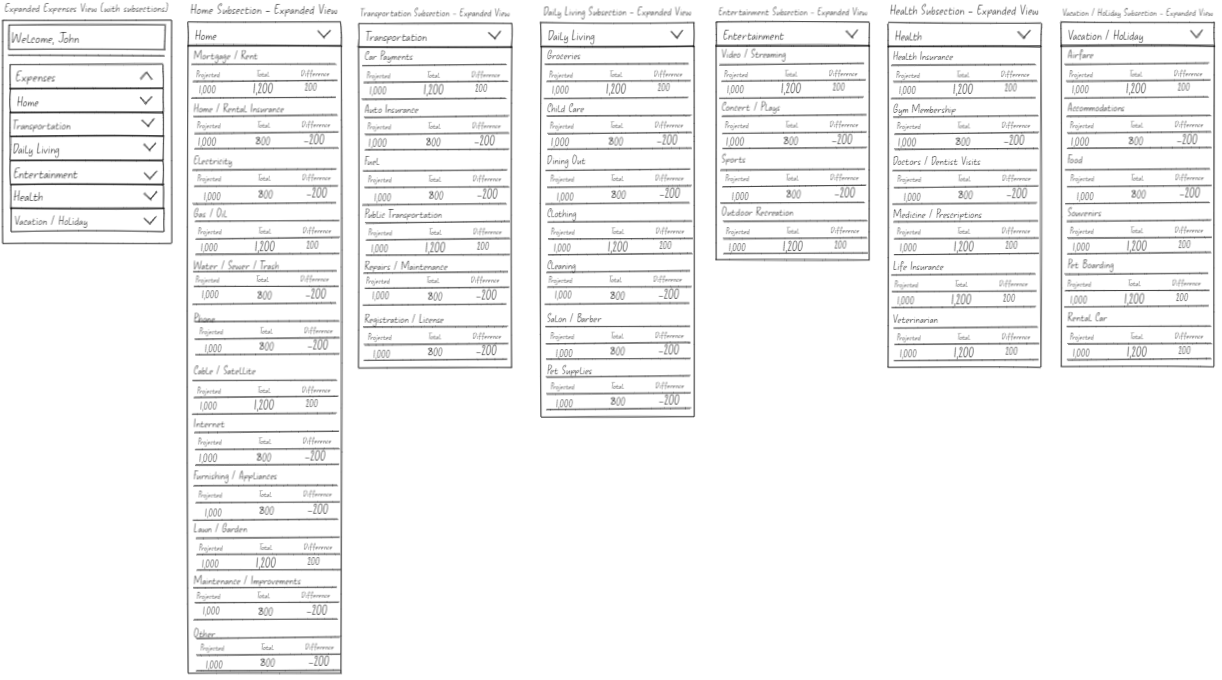 Expanded Expenses View (with subsections)
Welcome, John
Expenses
Home
Transportation
Daily Living
Entertainment
Health
Vacation / Holiday
Home Subsection - Expanded View
Home
Mortgage / Rent
Projected Total Difference
1,000 1,200 200
Home / Rental Insurance
Projected Total Difference
1,000 800 -200
Electricity
Projected Total Difference
1,000 800 -200
Gas / Oil
Projected Total Difference
1,000 1,200 200
Water / Sewer / Trash
Projected Total Difference
1,000 800 -200
Phone
Projected Total Difference
1,000 800 -200
Cable / Satellite
Projected Total Difference
1,000 1,200 200
Internet
Projected Total Difference
1,000 800 -200
Furnishing / Appliances
Projected Total Difference
1,000 800 -200
Lawn / Garden
Projected Total Difference
1,000 1,200 200
Maintenance / Improvements
Projected Total Difference
1,000 800 -200
Other
Projected Total Difference
1,000 800 -200
Transportation Subsection - Expanded View
Transportation
Car Payments
Projected Total Difference
1,000 1,200 200
Auto Insurance
Projected Total Difference
1,000 800 -200
Fuel
Projected Total Difference
1,000 800 -200
Public Transportation
Projected Total Difference
1,000 1,200 200
Repairs / Maintenance
Projected Total Difference
1,000 800 -200
Registration / License
Projected Total Difference
1,000 800 -200
Daily Living Subsection - Expanded View
Daily Living
Groceries
Projected Total Difference
1,000 1,200 200
Child Care
Projected Total Difference
1,000 800 -200
Dining Out
Projected Total Difference
1,000 800 -200
Clothing
Projected Total Difference
1,000 1,200 200
Cleaning
Projected Total Difference
1,000 800 -200
Salon / Barber
Projected Total Difference
1,000 800 -200
Pet Supplies
Projected Total Difference
1,000 800 -200
Entertainment Subsection - Expanded View
Entertainment
Video / Streaming
Projected Total Difference
1,000 1,200 200
Concert / Plays
Projected Total Difference
1,000 800 -200
Sports
Projected Total Difference
1,000 800 -200
Outdoor Recreation
Projected Total Difference
1,000 1,200 200
Health Subsection - Expanded View
Health
Health Insurance
Projected Total Difference
1,000 1,200 200
Gym Membership
Projected Total Difference
1,000 800 -200
Doctors / Dentist Visits
Projected Total Difference
1,000 800 -200
Medicine / Prescriptions
Projected Total Difference
1,000 1,200 200
Life Insurance
Projected Total Difference
1,000 1,200 200
Veterinarian
Projected Total Difference
1,000 1,200 200
Vacation / Holiday Subsection - Expanded View
Vacation / Holiday
Airfare
Projected Total Difference
1,000 1,200 200
Accommodations
Projected Total Difference
1,000 800 -200
Food
Projected Total Difference
1,000 800 -200
Souvenirs
Projected Total Difference
1,000 1,200 200
Pet Boarding
Projected Total Difference
1,000 1,200 200
Rental Car
Projected Total Difference
1,000 1,200 200